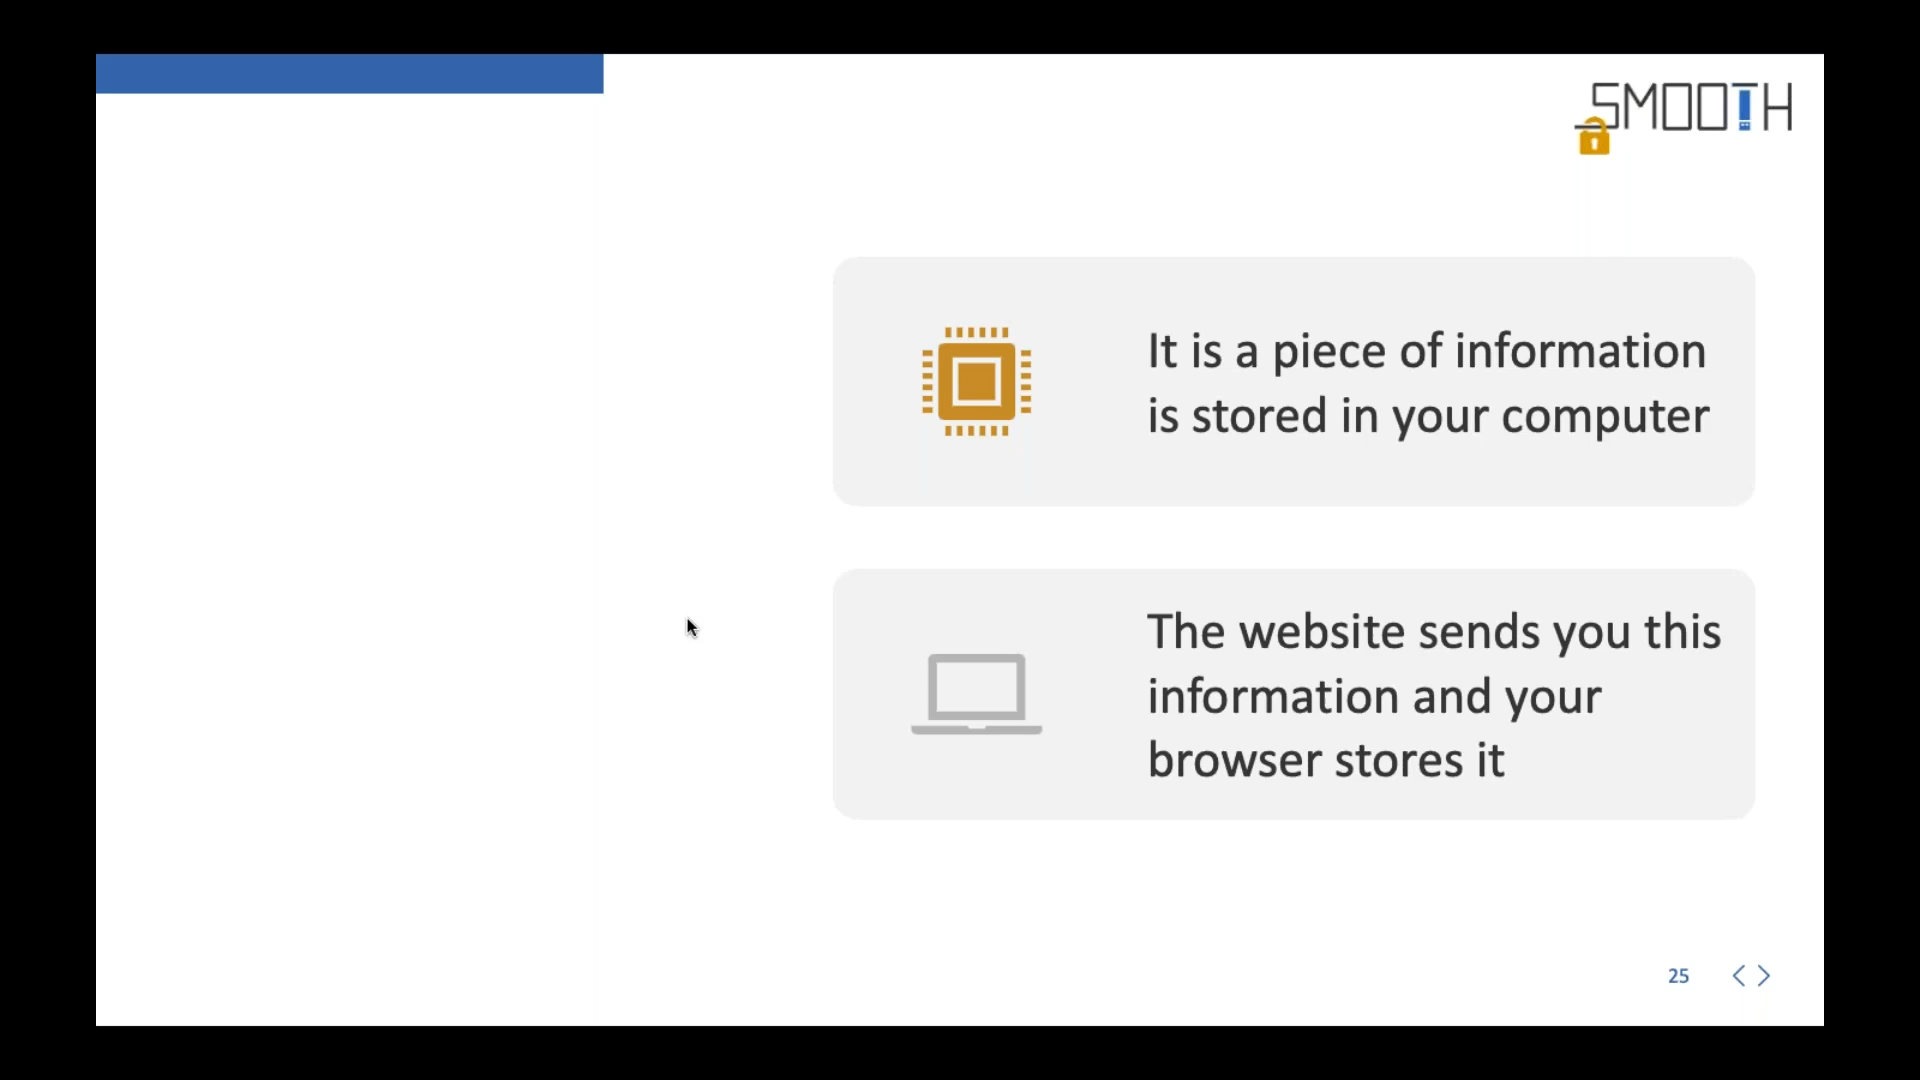 SMOOTH
It is a piece of information
is stored in your computer
The website sends you this
information and your
browser stores it
25